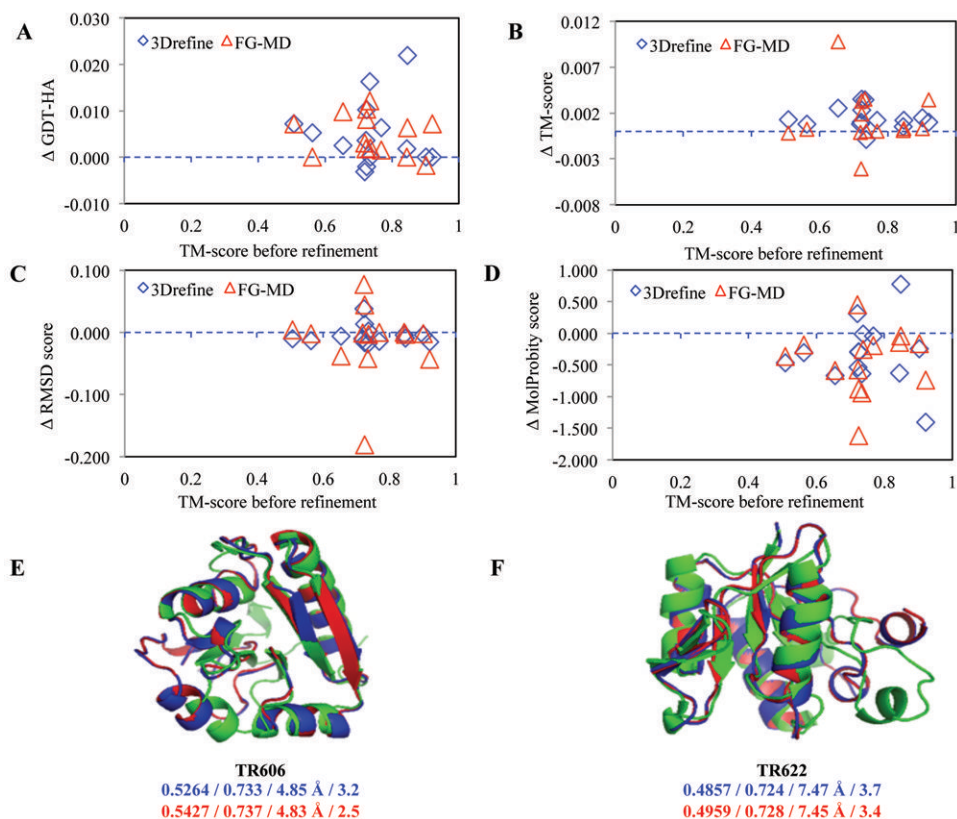 A
3Drefine FG-MD
0.030
0.020
0.010
0.000
-0.010
Δ GDT-HA
0 0.2 0.4 0.6 0.8 1
TM-score before refinement
B
3Drefine FG-MD
0.012
0.007
0.002
-0.003
-0.008
Δ TM-score
0 0.2 0.4 0.6 0.8 1
TM-score before refinement
C
3Drefine FG-MD
0.100
0.000
-0.100
-0.200
Δ RMSD score
0 0.2 0.4 0.6 0.8 1
TM-score before refinement
D
3Drefine FG-MD
1.000
0.500
0.000
-0.500
-1.000
-1.500
-2.000
Δ MolProbity score
0 0.2 0.4 0.6 0.8 1
TM-score before refinement
E
TR606
0.5264 / 0.733 / 4.85 Å / 3.2
0.5427 / 0.737 / 4.83 Å / 2.5
F
TR622
0.4857 / 0.724 / 7.47 Å / 3.7
0.4959 / 0.728 / 7.45 Å / 3.4